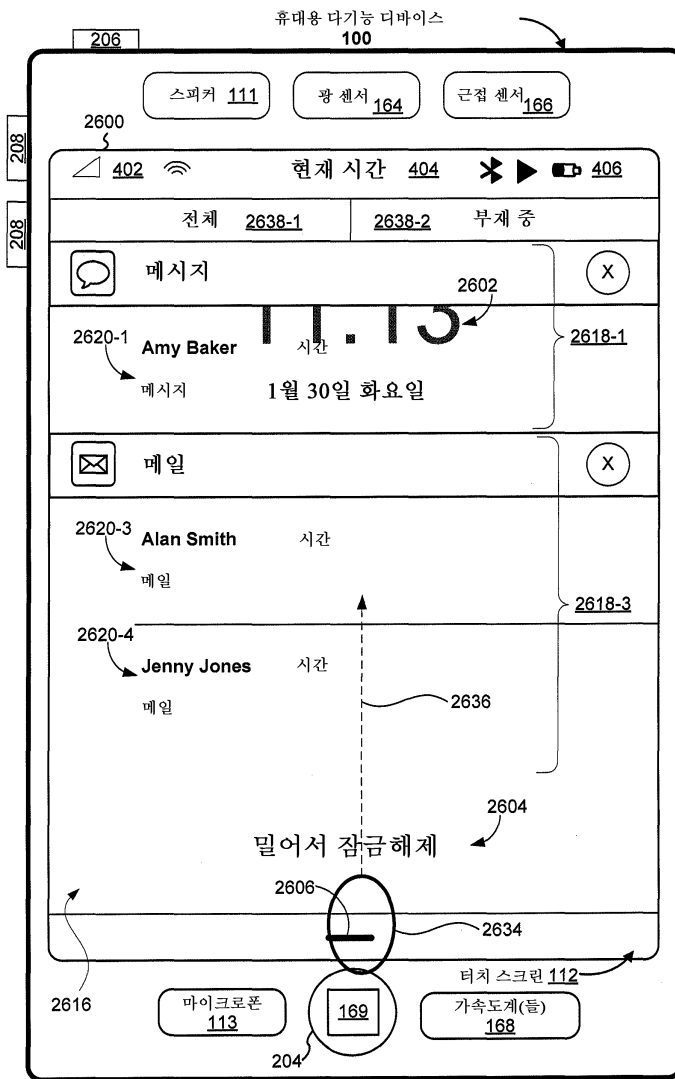 휴대용 다기능 디바이스
100
206
스피커 111
광 센서 164
근접 센서 166
208
208
2600
402 현재 시간 404 406
전체 2638-1 2638-2 부재 중
메시지 X
11:13 2602
2618-1
2620-1 Amy Baker 시간
메시지 1월 30일 화요일
메일 X
2620-3 Alan Smith 시간
메일
2618-3
2620-4 Jenny Jones 시간
메일
2636
2604
밀어서 잠금해제
2606
2634
2616
터치 스크린 112
마이크로폰
113
169
가속도계(들)
168
204